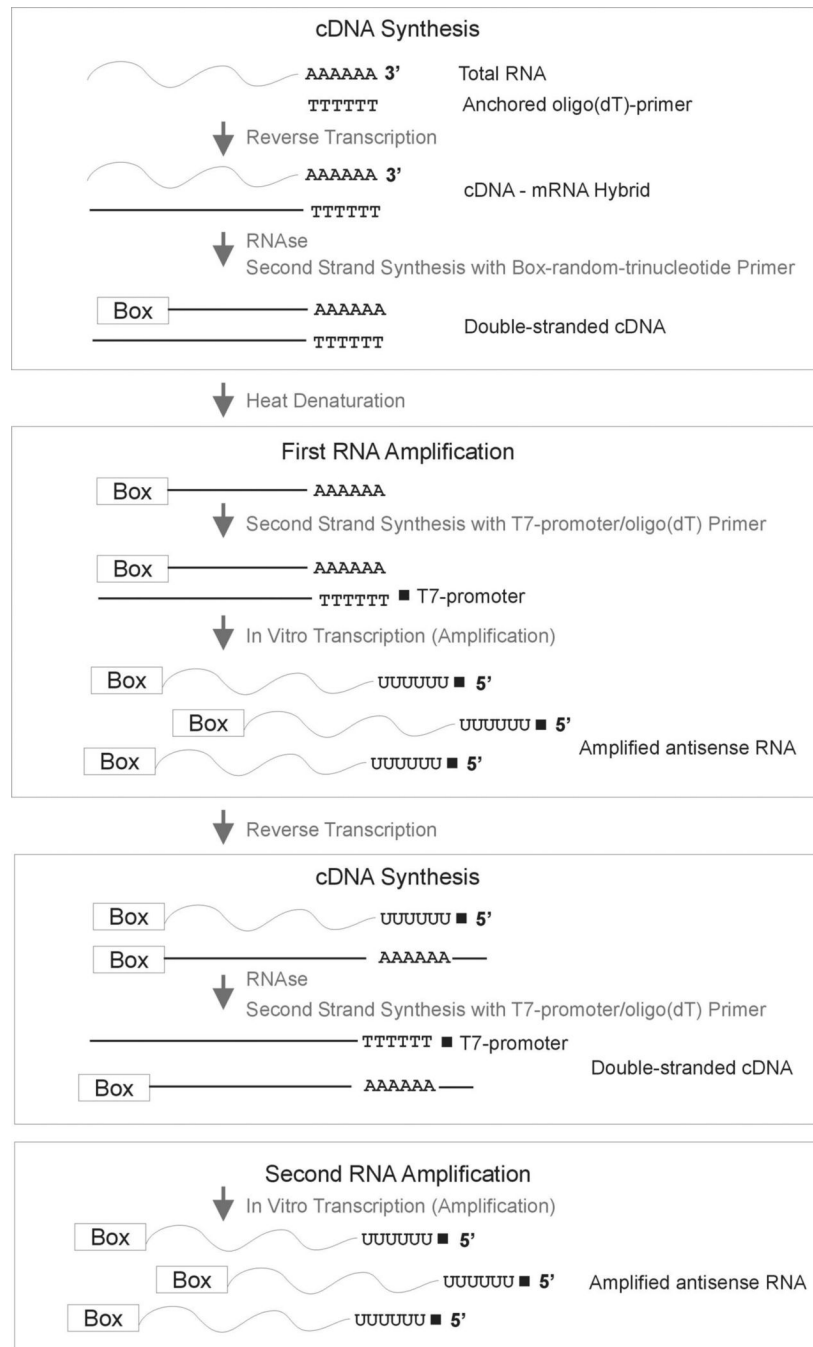 cDNA Synthesis
AAAAAA 3’ Total RNA
TTTTTT Anchored oligo(dT)-primer
Reverse Transcription
AAAAAA 3’
cDNA - mRNA Hybrid
TTTTTT
RNAse
Second Strand Synthesis with Box-random-trinucleotide Primer
Box AAAAAA
Double-stranded cDNA
TTTTTT
Heat Denaturation
First RNA Amplification
Box AAAAAA
Second Strand Synthesis with T7-promoter/oligo(dT) Primer
Box AAAAAA
TTTTTT ■ T7-promoter
In Vitro Transcription (Amplification)
Box UUUUUU ■ 5’
Box UUUUUU ■ 5’
Amplified antisense RNA
Box UUUUUU ■ 5’
Reverse Transcription
cDNA Synthesis
Box UUUUUU ■ 5’
Box AAAAAA
RNAse
Second Strand Synthesis with T7-promoter/oligo(dT) Primer
TTTTTT ■ T7-promoter
Double-stranded cDNA
Box AAAAAA
Second RNA Amplification
In Vitro Transcription (Amplification)
Box UUUUUU ■ 5’
Box UUUUUU ■ 5’ Amplified antisense RNA
Box UUUUUU ■ 5’